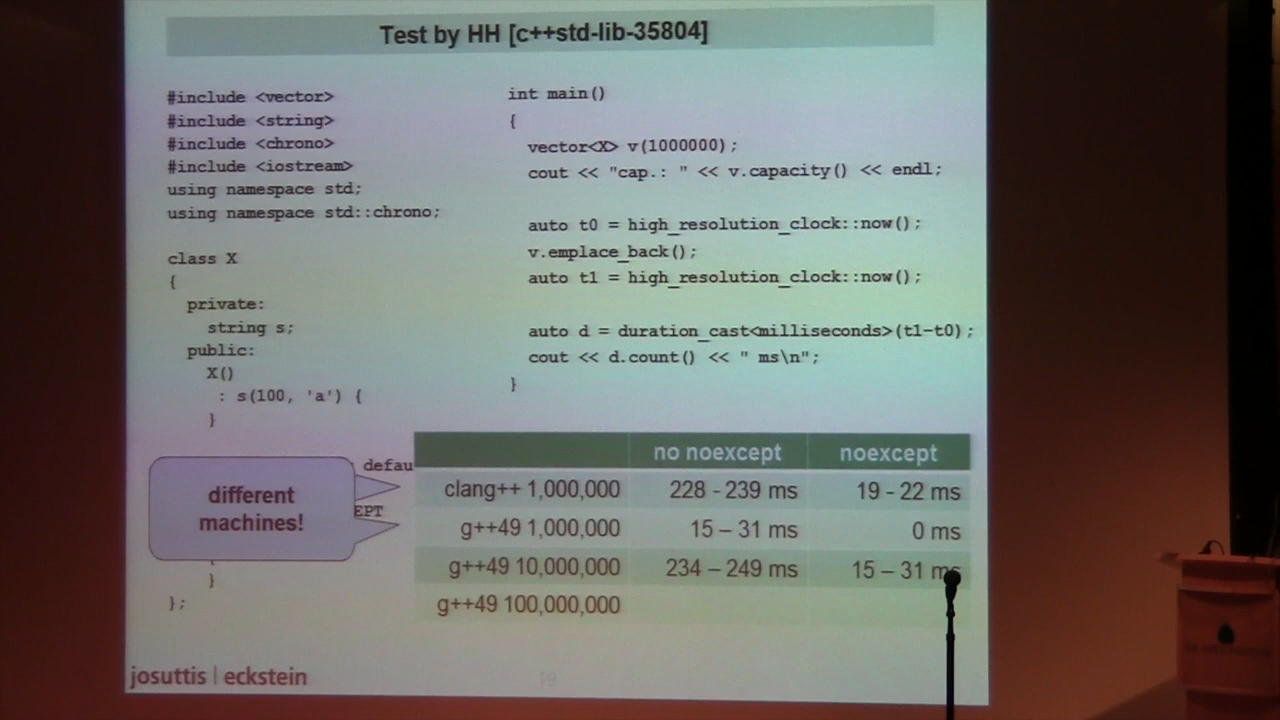 Test by HH [c++std-lib-35804]
#include <vector>
#include <string>
#include <chrono>
#include <iostream>
using namespace std;
using namespace std::chrono;
class X
{
private:
string s;
public:
X()
: s(100, 'a') {
}
defau
EPT
{
}
};
int main()
{
vector<X> v(1000000);
cout << "cap.: " << v.capacity() << endl;
auto t0 = high_resolution_clock::now();
v.emplace_back();
auto t1 = high_resolution_clock::now();
auto d = duration_cast<milliseconds>(t1-t0);
cout << d.count() << " ms\n";
}
different
machines!
no noexcept noexcept
clang++ 1,000,000 228 - 239 ms 19 - 22 ms
g++49 1,000,000 15 – 31 ms 0 ms
g++49 10,000,000 234 – 249 ms 15 – 31 ms
g++49 100,000,000
josuttis | eckstein
19